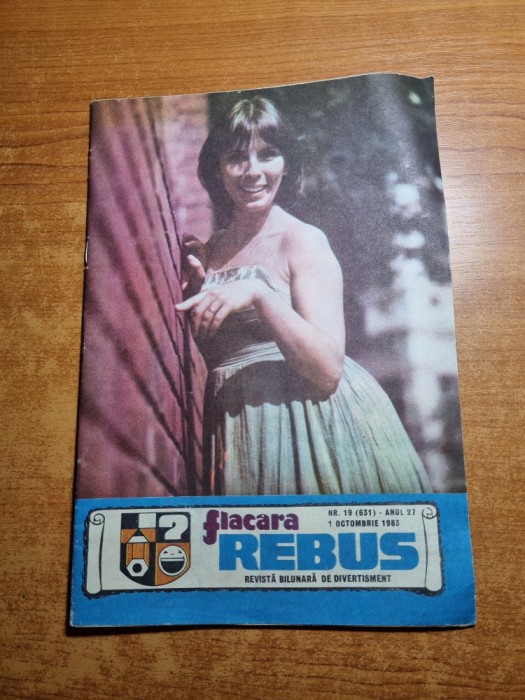 NR. 19 (631) - ANUL 27
1 OCTOMBRIE 1983
?
flacara
REBUS
REVISTĂ BILUNARĂ DE DIVERTISMENT